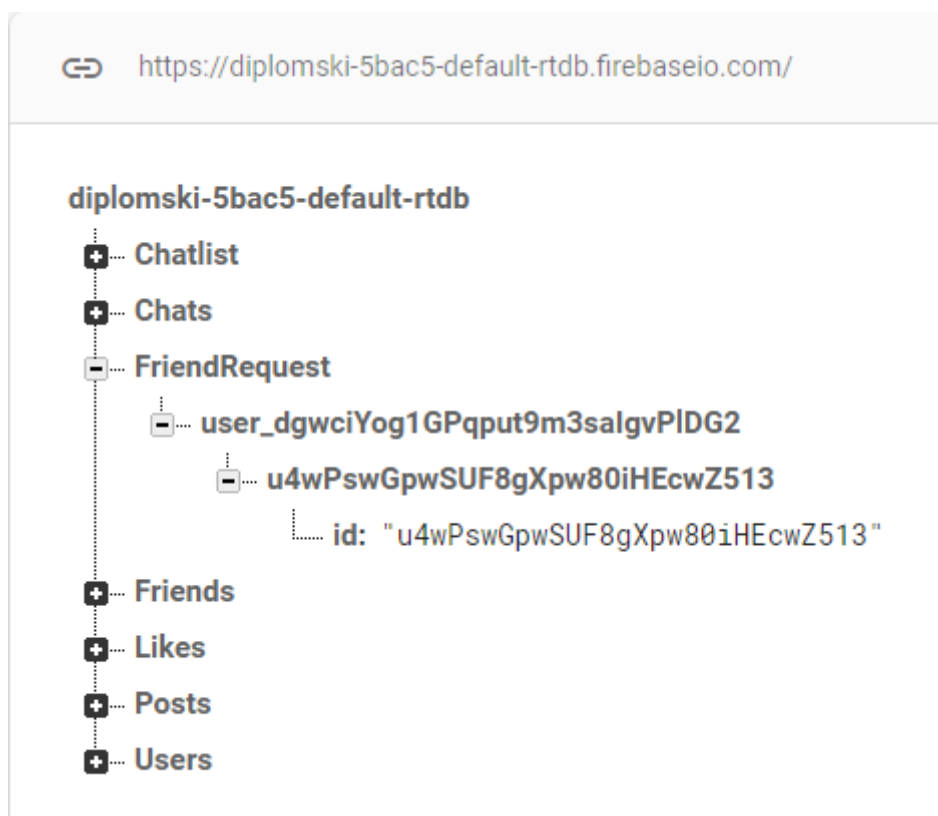 https://diplomski-5bac5-default-rtdb.firebaseio.com/
diplomski-5bac5-default-rtdb
Chatlist
Chats
FriendRequest
user_dgwciYog1GPqput9m3saIgvPlDG2
u4wPswGpwSUF8gXpw80iHEcwZ513
id: "u4wPswGpwSUF8gXpw80iHEcwZ513"
Friends
Likes
Posts
Users